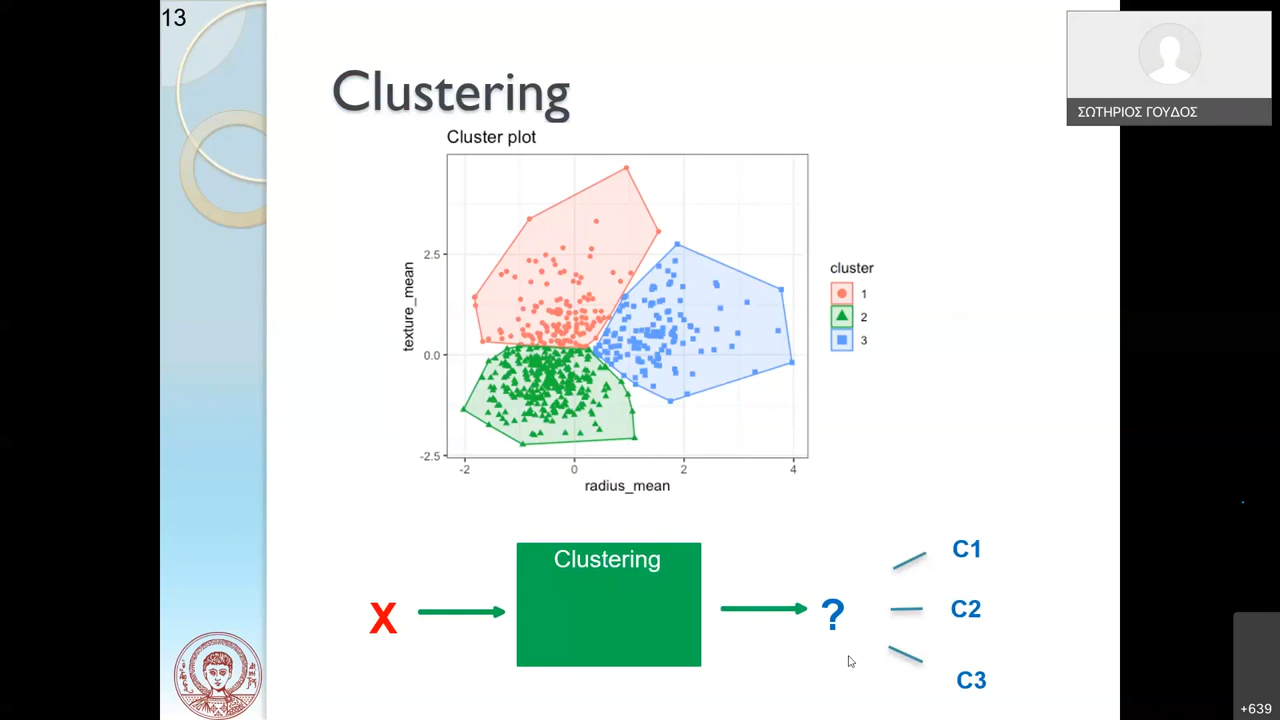 13
ΣΩΤΗΡΙΟΣ ΓΟΥΔΟΣ
Clustering
Cluster plot
texture_mean
2.5
0.0
-2.5
-2
0
2
4
radius_mean
cluster
1
2
3
Clustering
X
?
C1
C2
C3
+639